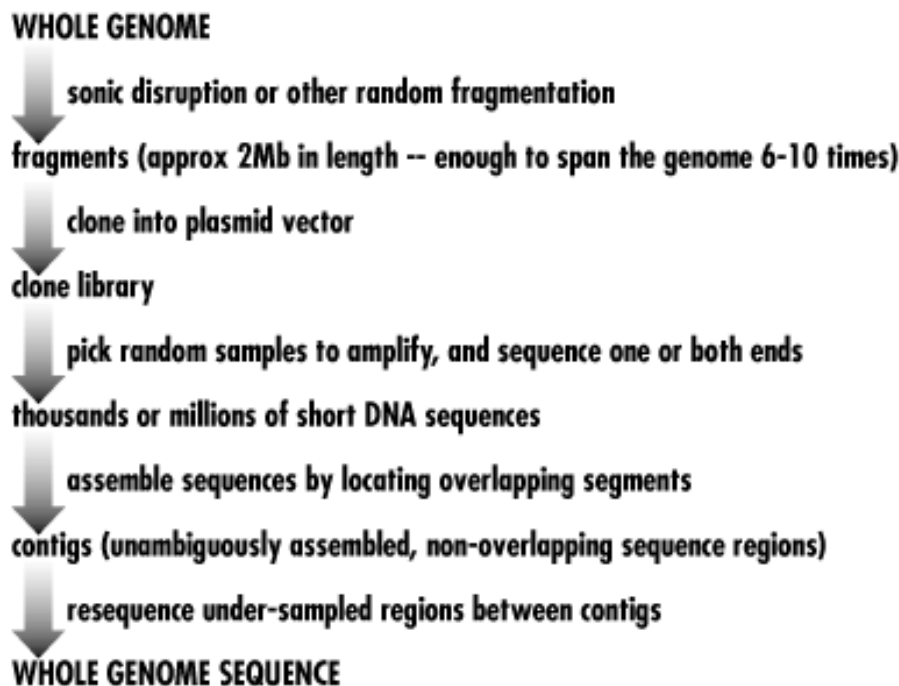 WHOLE GENOME
sonic disruption or other random fragmentation
fragments (approx 2Mb in length -- enough to span the genome 6-10 times)
clone into plasmid vector
clone library
pick random samples to amplify, and sequence one or both ends
thousands or millions of short DNA sequences
assemble sequences by locating overlapping segments
contigs (unambiguously assembled, non-overlapping sequence regions)
resequence under-sampled regions between contigs
WHOLE GENOME SEQUENCE